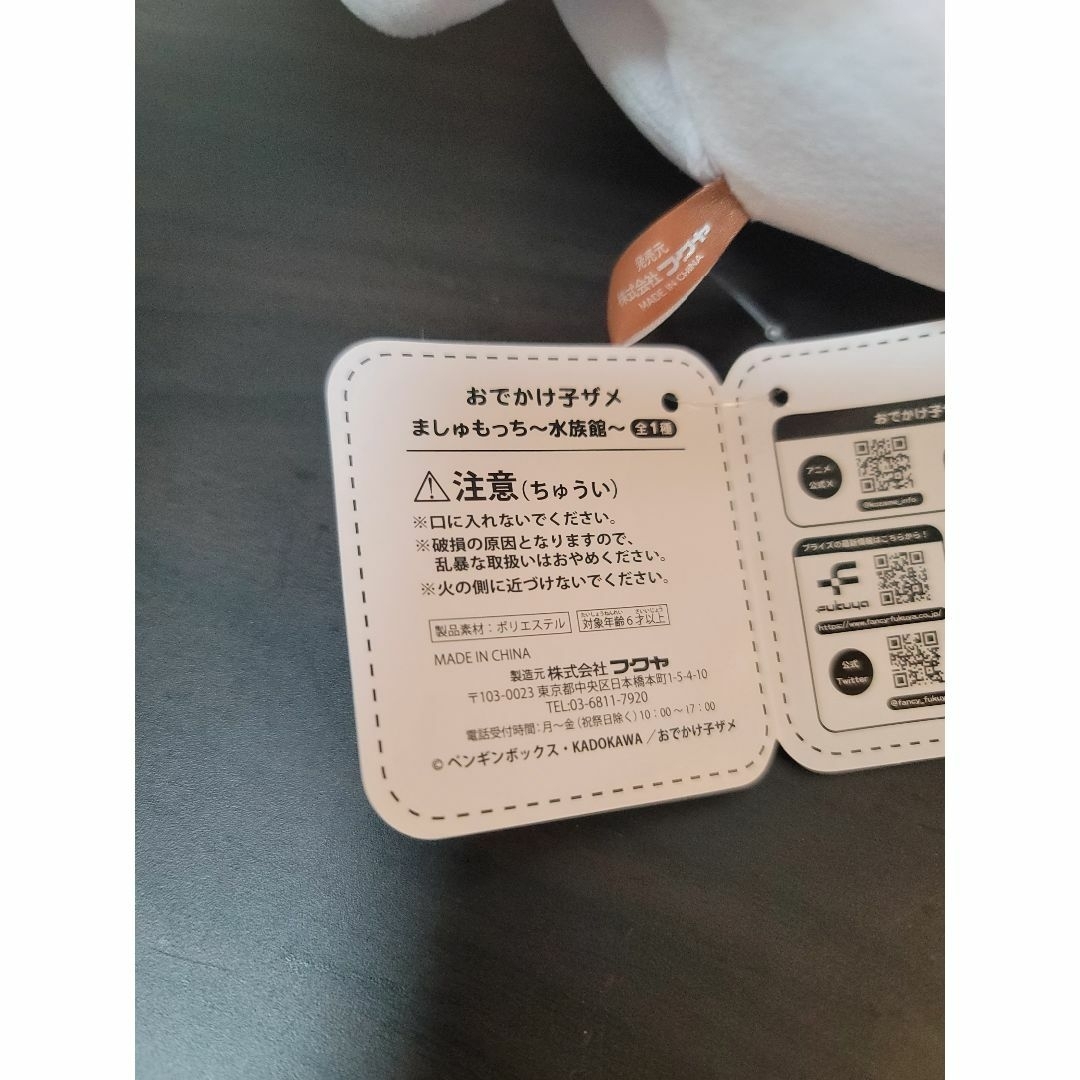 発売元
株式会社 フクヤ
MADE IN CHINA
おでかけ子ザメ
ましゅもっち～水族館～ 全1種
⚠注意(ちゅうい)
※口に入れないでください。
※破損の原因となりますので、
乱暴な取扱いはおやめください。
※火の側に近づけないでください。
製品素材：ポリエステル 対象年齢6才以上
たいしょうねんれい さいいじょう
MADE IN CHINA
製造元 株式会社 フクヤ
〒103-0023 東京都中央区日本橋本町1-5-4-10
TEL:03-6811-7920
電話受付時間：月～金（祝祭日除く）10：00～17：00
© ペンギンボックス・KADOKAWA／おでかけ子ザメ
おでかけ子
アニメ
公式X
@kozame_info
プライズの最新情報はこちらから！
Fukuya
https://www.fancy-fukuya.co.jp/
公式
Twitter
@fancy_fuku